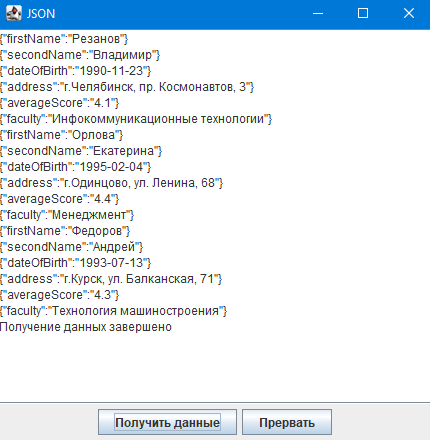 JSON
{"firstName":"Резанов"}
{"secondName":"Владимир"}
{"dateOfBirth":"1990-11-23"}
{"address":"г.Челябинск, пр. Космонавтов, 3"}
{"averageScore":"4.1"}
{"faculty":"Инфокоммуникационные технологии"}
{"firstName":"Орлова"}
{"secondName":"Екатерина"}
{"dateOfBirth":"1995-02-04"}
{"address":"г.Одинцово, ул. Ленина, 68"}
{"averageScore":"4.4"}
{"faculty":"Менеджмент"}
{"firstName":"Федоров"}
{"secondName":"Андрей"}
{"dateOfBirth":"1993-07-13"}
{"address":"г.Курск, ул. Балканская, 71"}
{"averageScore":"4.3"}
{"faculty":"Технология машиностроения"}
Получение данных завершено
Получить данные Прервать